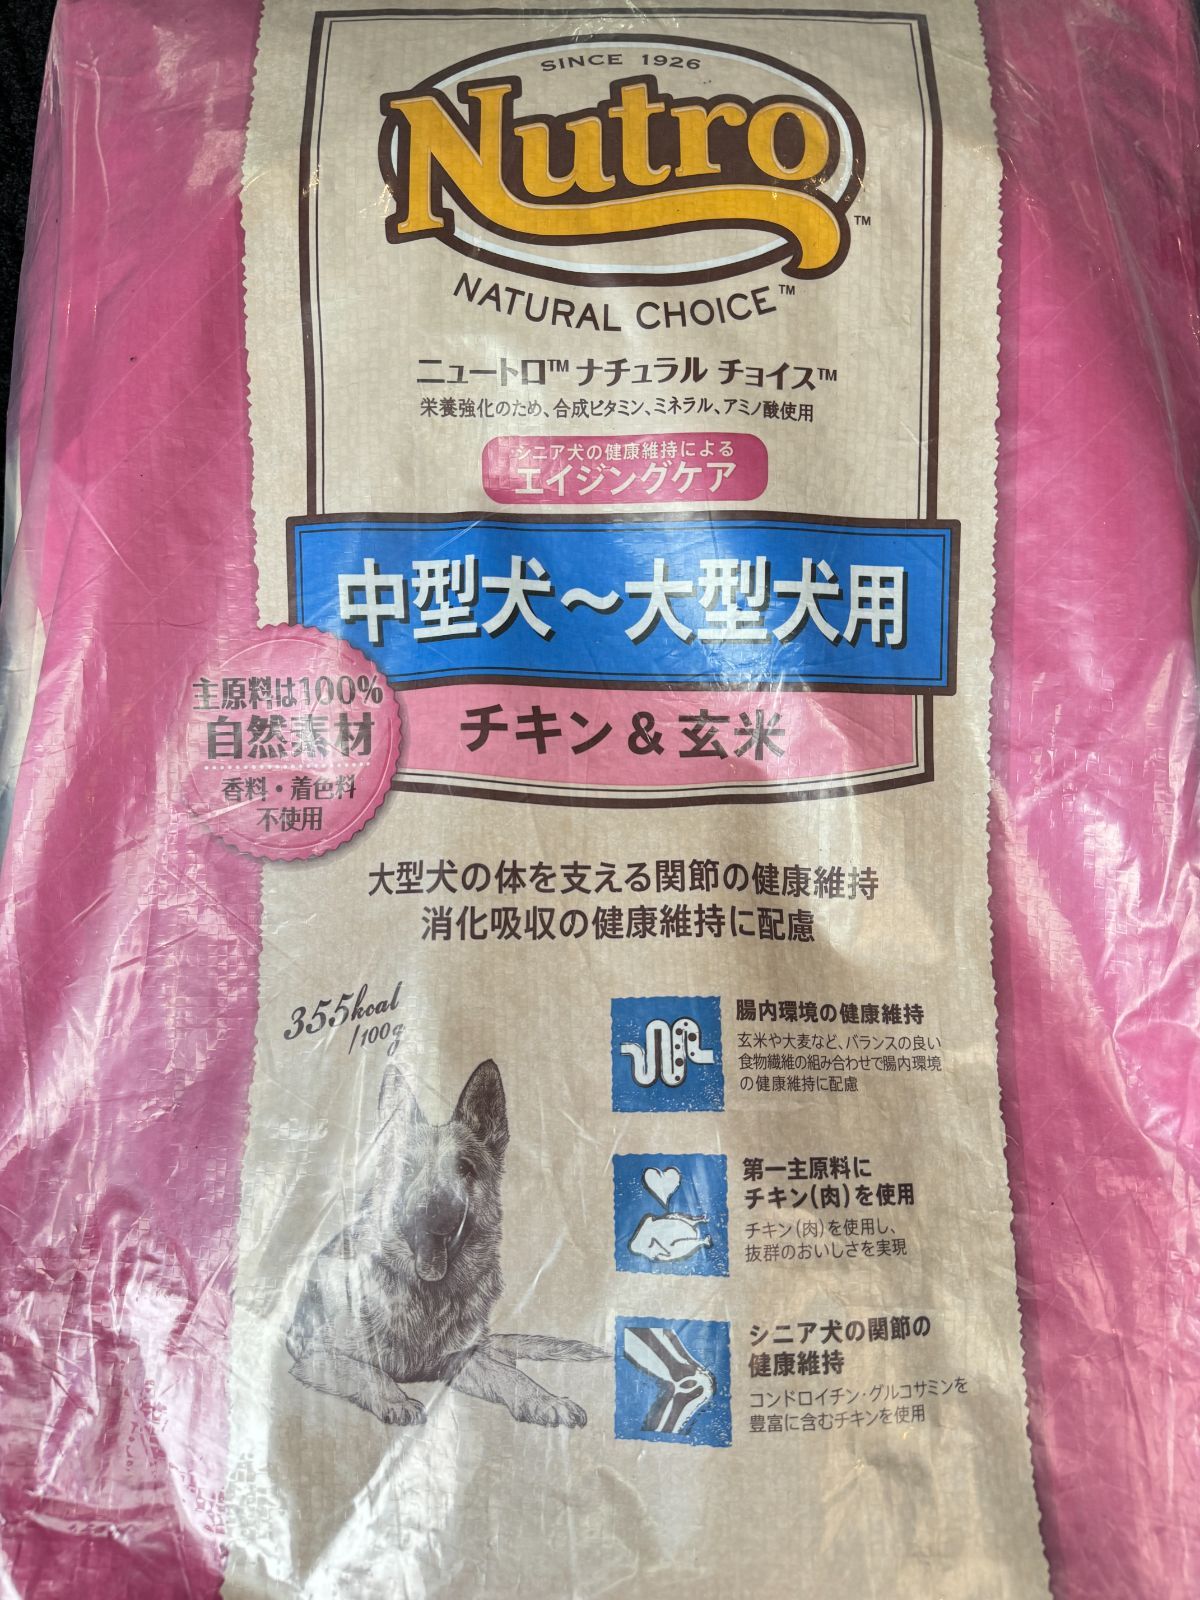 SINCE 1926
Nutro™
NATURAL CHOICE™
ニュートロ™ ナチュラル チョイス™
栄養強化のため、合成ビタミン、ミネラル、アミノ酸使用
シニア犬の健康維持による
エイジングケア
中型犬～大型犬用
チキン & 玄米
主原料は100%
自然素材
香料・着色料
不使用
大型犬の体を支える関節の健康維持
消化吸収の健康維持に配慮
355kcal
/100g
腸内環境の健康維持
玄米や大麦など、バランスの良い
食物繊維の組み合わせで腸内環境
の健康維持に配慮
第一主原料に
チキン(肉)を使用
チキン(肉)を使用し、
抜群のおいしさを実現
シニア犬の関節の
健康維持
コンドロイチン・グルコサミンを
豊富に含むチキンを使用